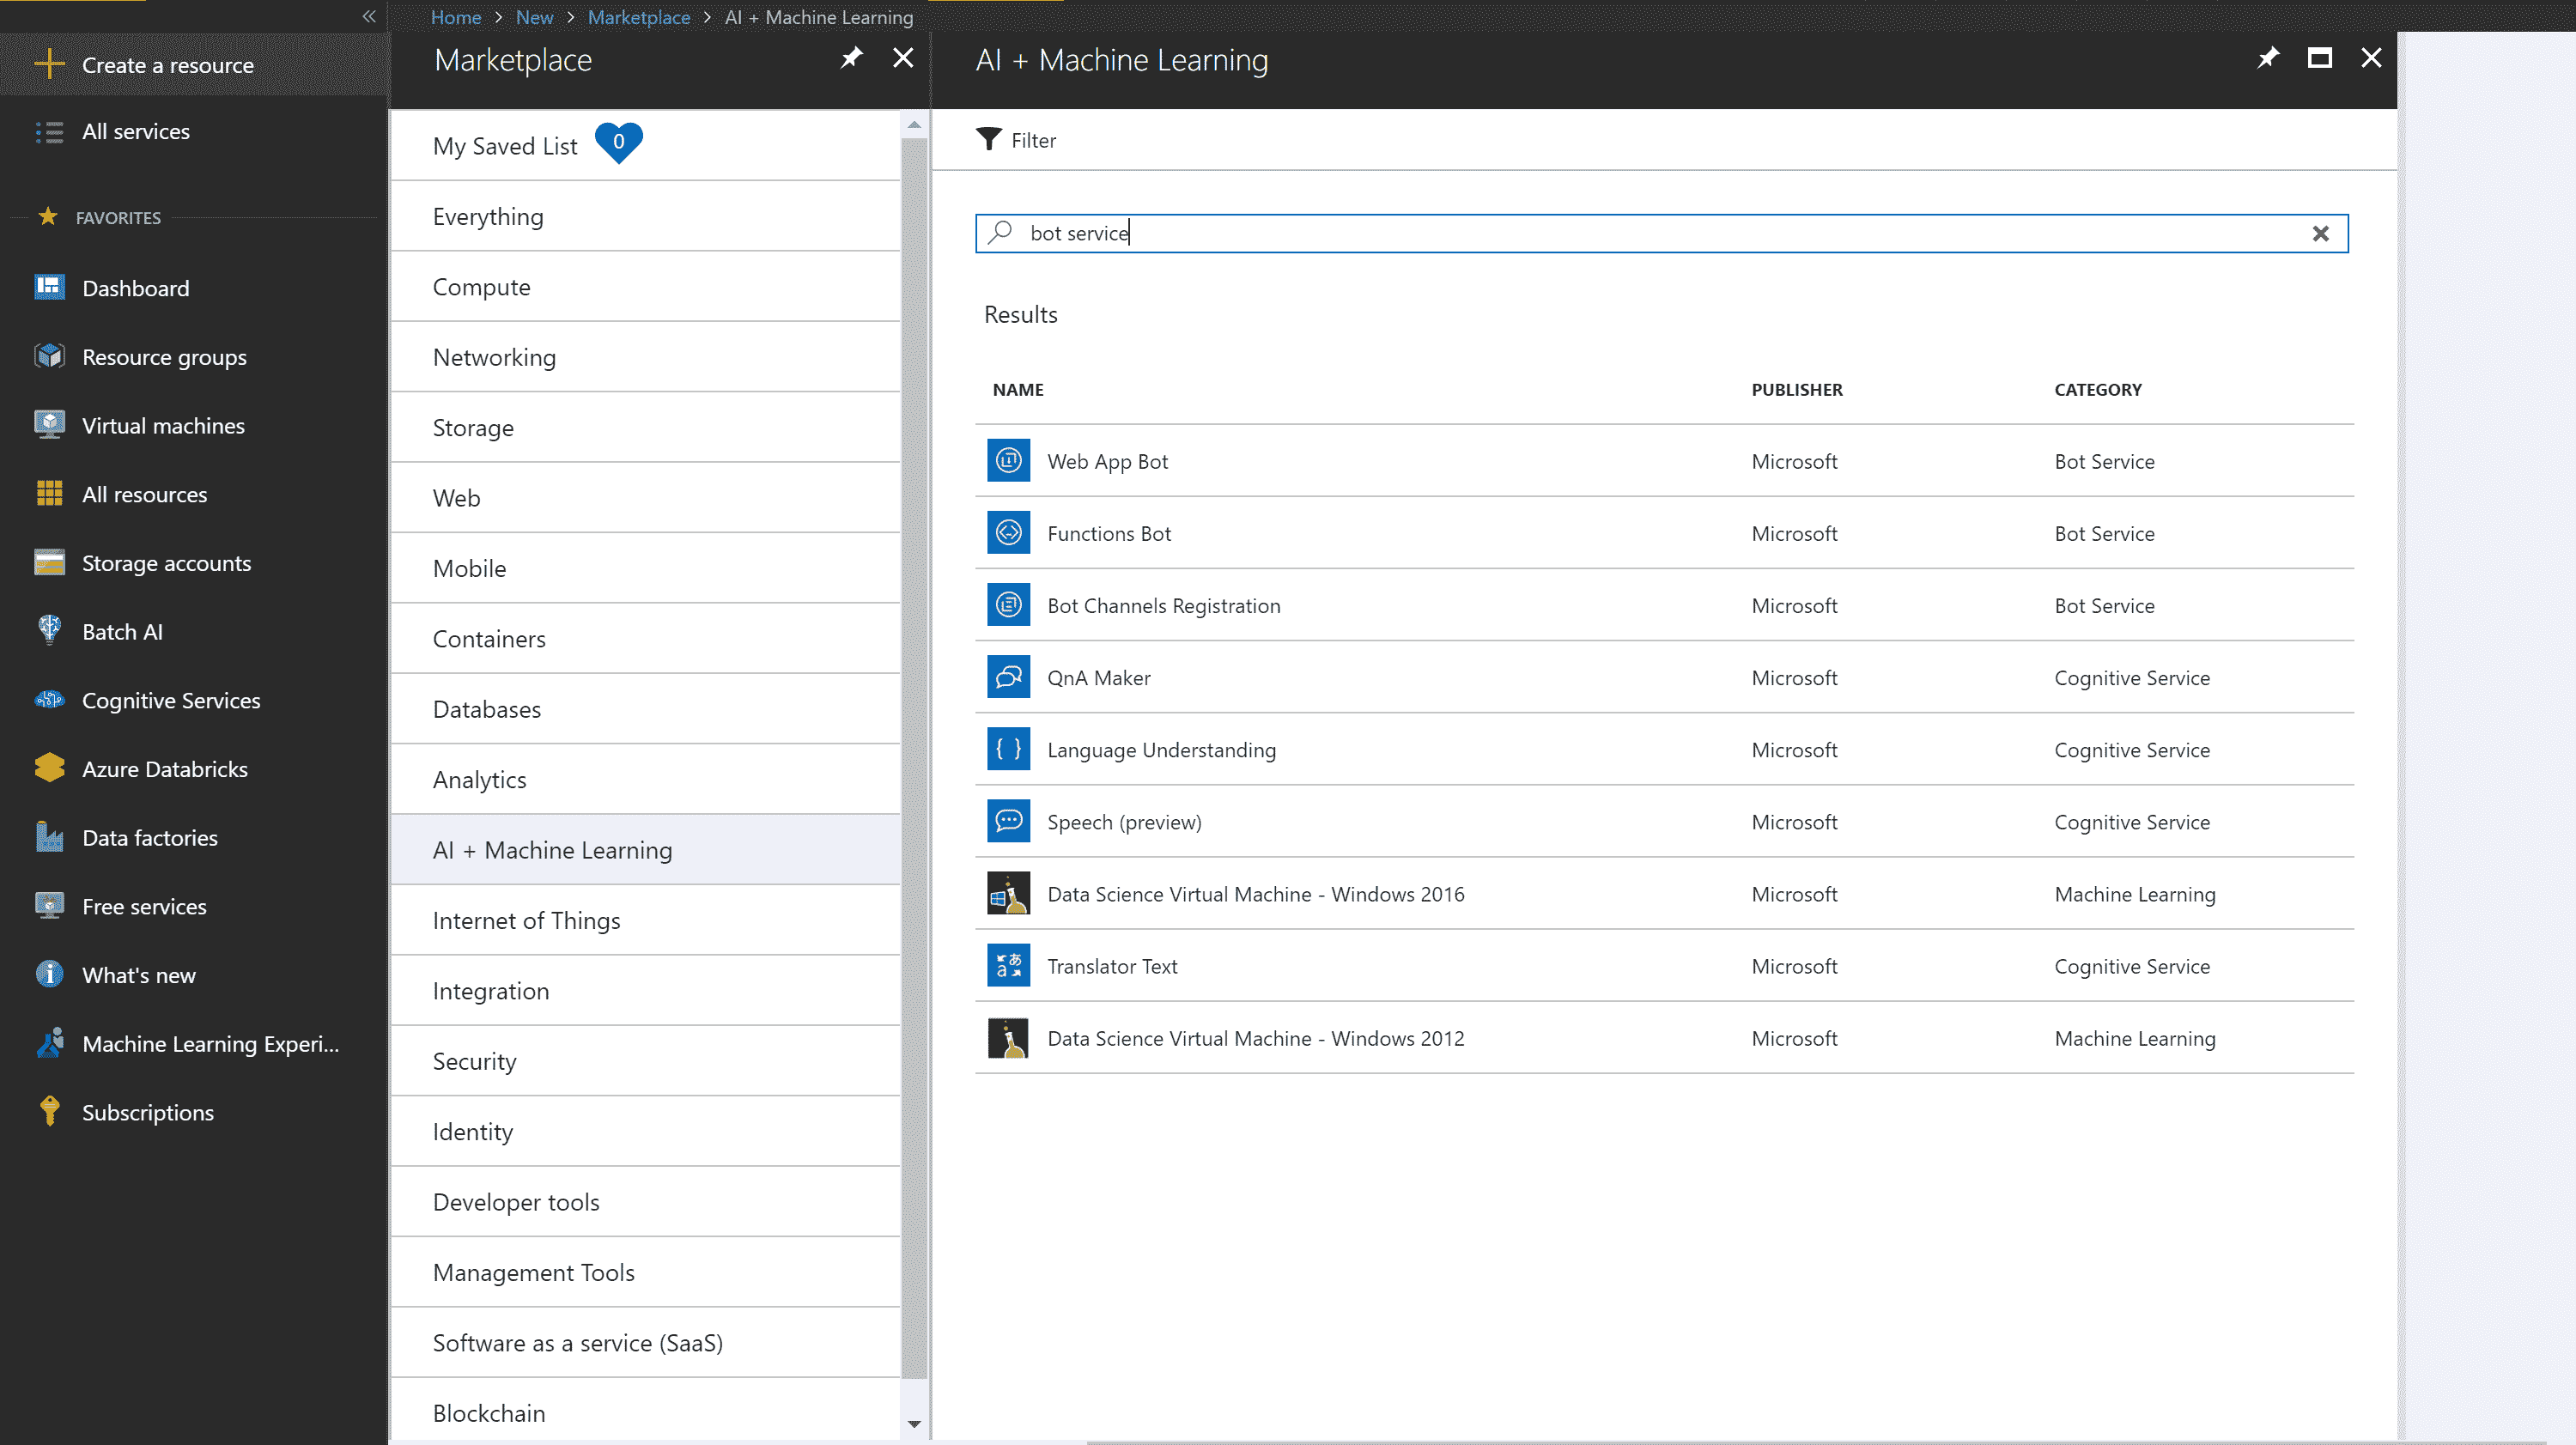 Home > New > Marketplace > AI + Machine Learning
Create a resource
All services
FAVORITES
Dashboard
Resource groups
Virtual machines
All resources
Storage accounts
Batch AI
Cognitive Services
Azure Databricks
Data factories
Free services
What's new
Machine Learning Experi...
Subscriptions
Marketplace
My Saved List 0
Everything
Compute
Networking
Storage
Web
Mobile
Containers
Databases
Analytics
AI + Machine Learning
Internet of Things
Integration
Security
Identity
Developer tools
Management Tools
Software as a service (SaaS)
Blockchain
AI + Machine Learning
Filter
bot service
Results
NAME PUBLISHER CATEGORY
Web App Bot Microsoft Bot Service
Functions Bot Microsoft Bot Service
Bot Channels Registration Microsoft Bot Service
QnA Maker Microsoft Cognitive Service
Language Understanding Microsoft Cognitive Service
Speech (preview) Microsoft Cognitive Service
Data Science Virtual Machine - Windows 2016 Microsoft Machine Learning
Translator Text Microsoft Cognitive Service
Data Science Virtual Machine - Windows 2012 Microsoft Machine Learning